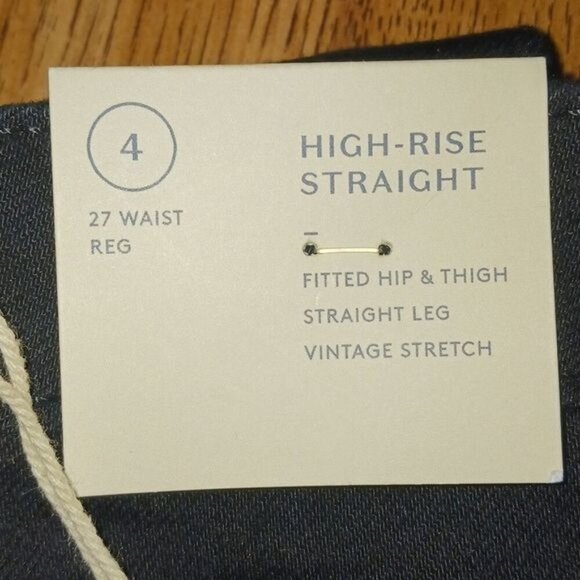 4
27 WAIST
REG
HIGH-RISE
STRAIGHT
–
FITTED HIP & THIGH
STRAIGHT LEG
VINTAGE STRETCH